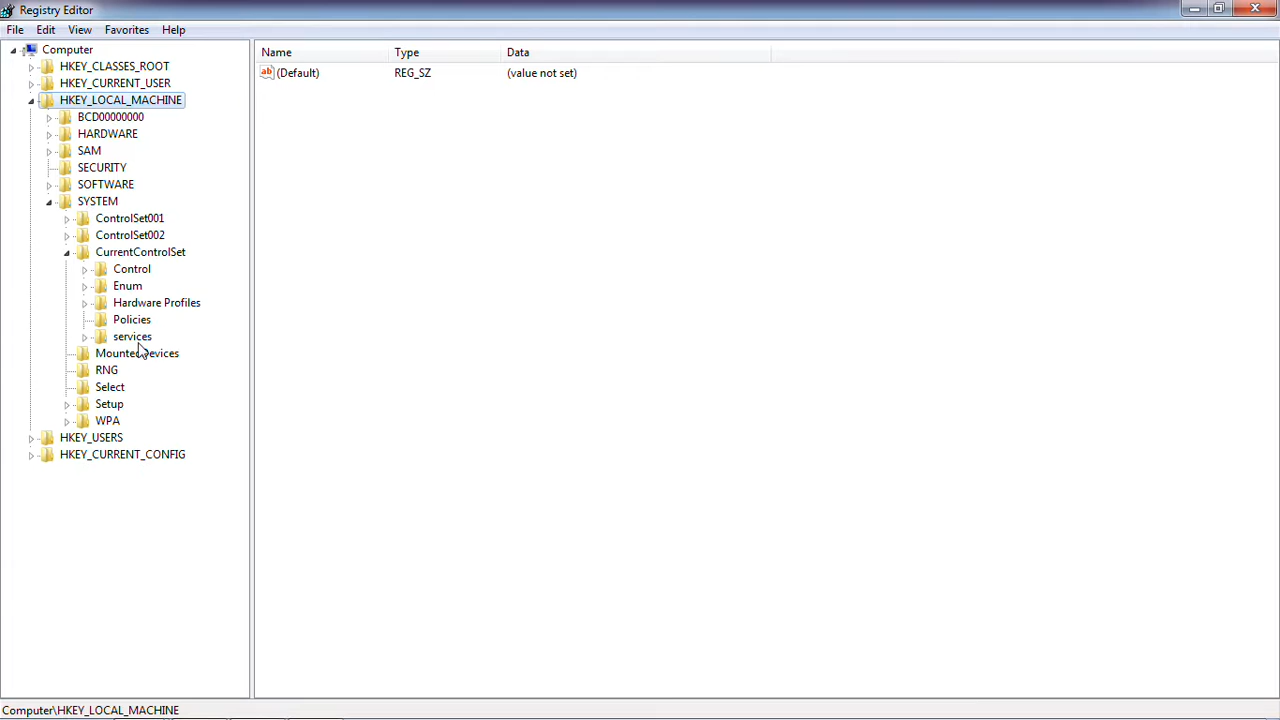 Registry Editor
File Edit View Favorites Help
Computer
HKEY_CLASSES_ROOT
HKEY_CURRENT_USER
HKEY_LOCAL_MACHINE
BCD00000000
HARDWARE
SAM
SECURITY
SOFTWARE
SYSTEM
ControlSet001
ControlSet002
CurrentControlSet
Control
Enum
Hardware Profiles
Policies
services
MountedDevices
RNG
Select
Setup
WPA
HKEY_USERS
HKEY_CURRENT_CONFIG
Name Type Data
ab (Default) REG_SZ (value not set)
Computer\HKEY_LOCAL_MACHINE